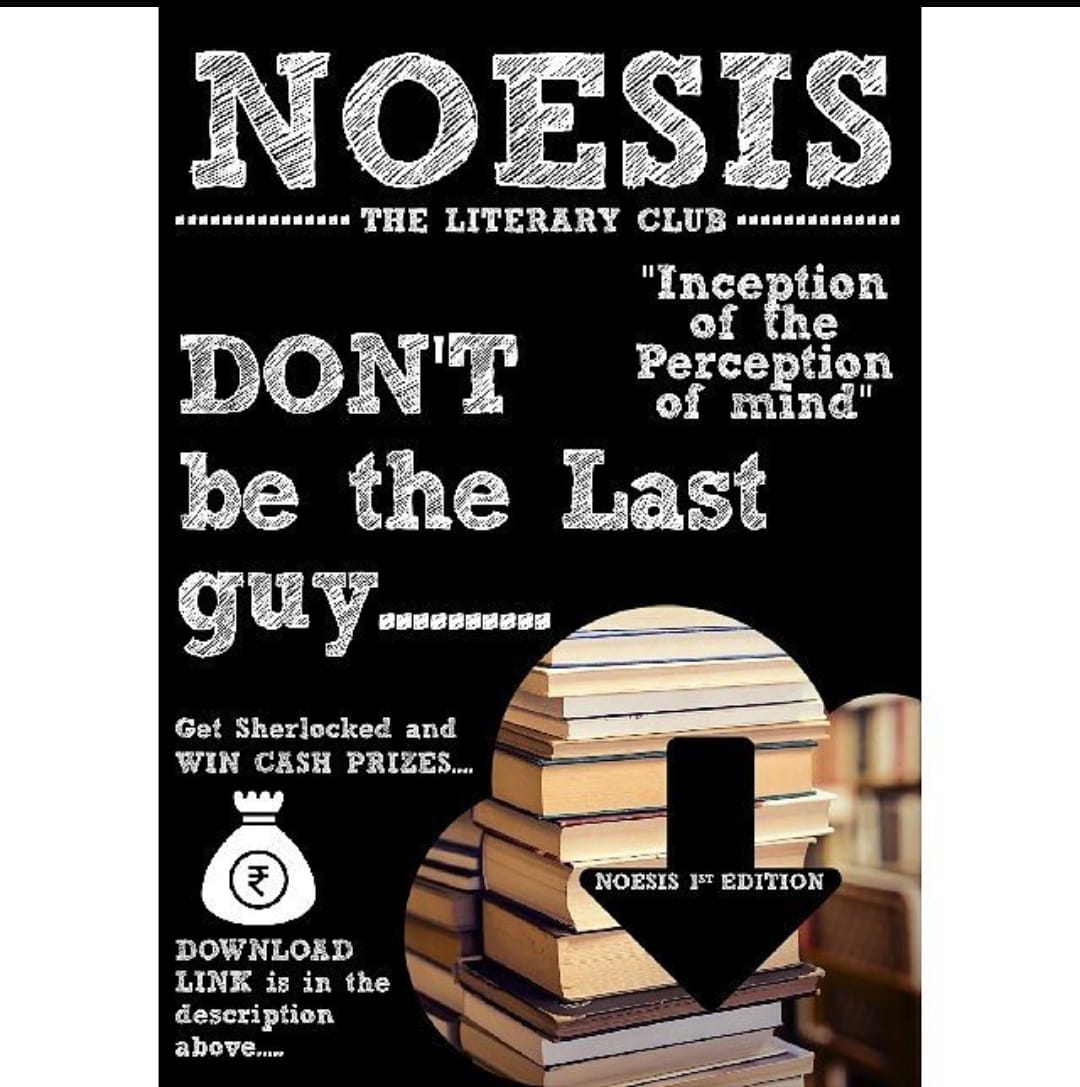 NOESIS
THE LITERARY CLUB
"Inception
of the
Perception
of mind"
DON'T
be the Last
guy..........
Get Sherlocked and
WIN CASH PRIZES....
₹
DOWNLOAD
LINK is in the
description
above.....
NOESIS 1ST EDITION